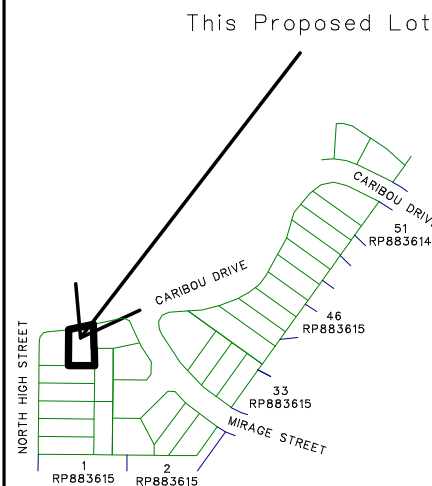 This Proposed Lot
CARIBOU DRIV
51
RP883614
CARIBOU DRIVE
46
RP883615
NORTH HIGH STREET
33
RP883615
MIRAGE STREET
1
RP883615
2
RP883615